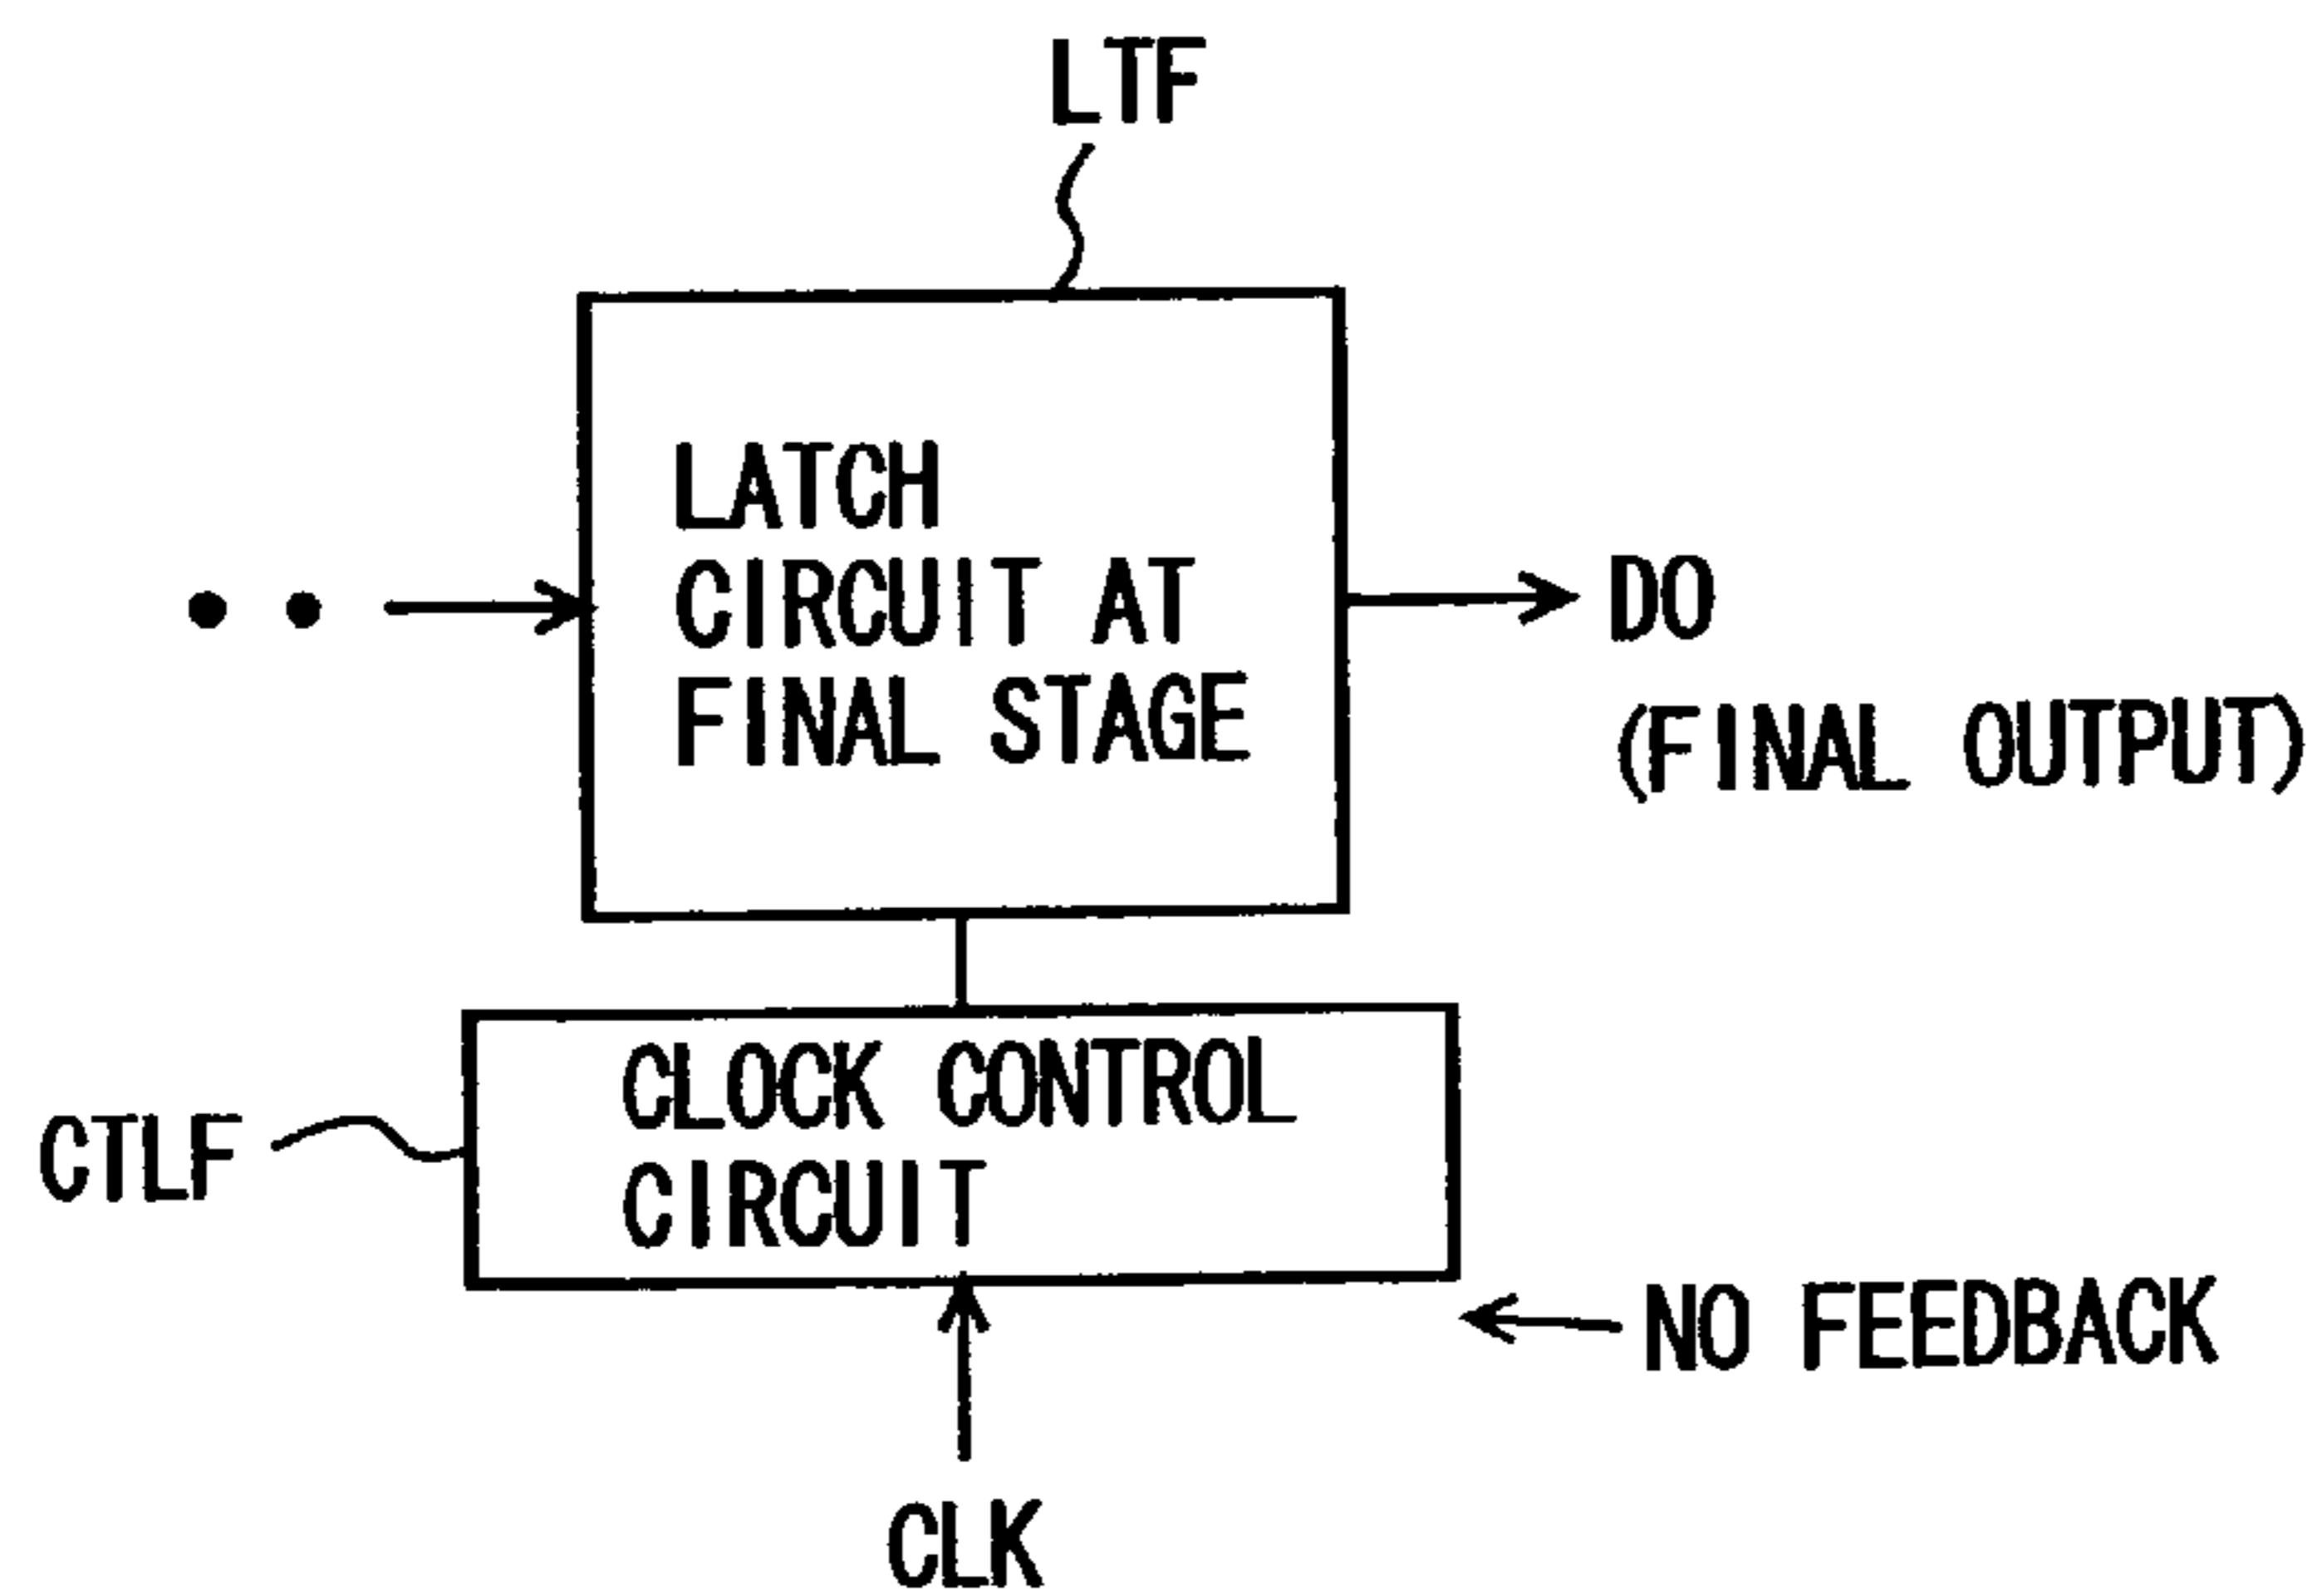 LTF
LATCH
CIRCUIT AT
FINAL STAGE
DO
(FINAL OUTPUT)
CLOCK CONTROL
CIRCUIT
CTLF
NO FEEDBACK
CLK